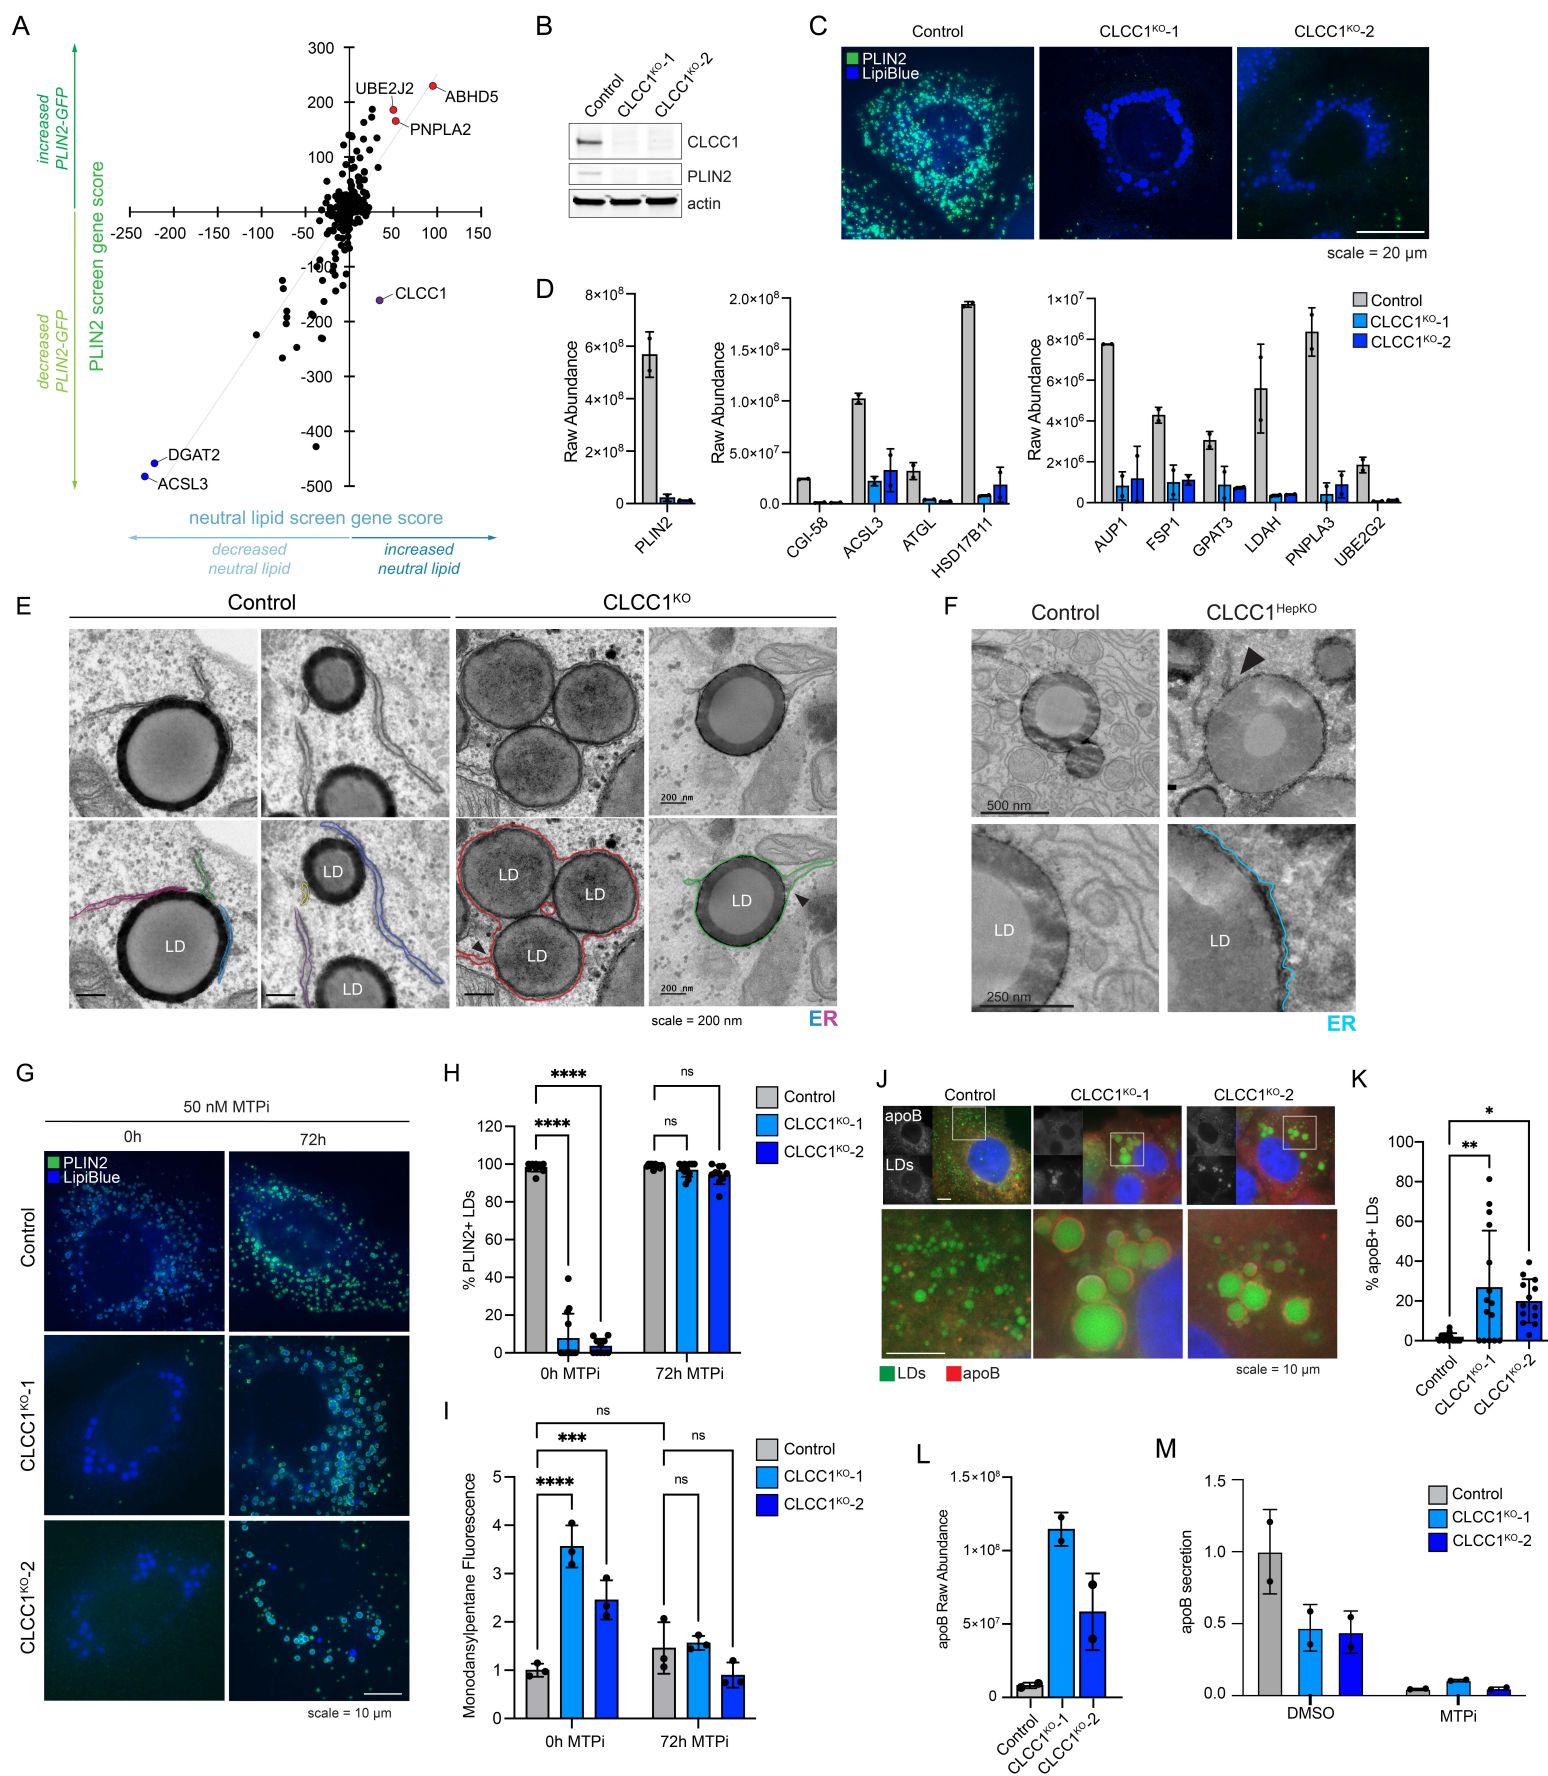 A
300
200
100
-100
-200
-300
-400
-500
-250 -200 -150 -100 -50 50 100 150
UBE2J2
ABHD5
PNPLA2
CLCC1
DGAT2
ACSL3
increased
PLIN2-GFP
decreased
PLIN2-GFP
PLIN2 screen gene score
neutral lipid screen gene score
decreased
neutral lipid
increased
neutral lipid
B
Control
CLCC1KO-1
CLCC1KO-2
CLCC1
PLIN2
actin
C
Control CLCC1KO-1 CLCC1KO-2
PLIN2
LipiBlue
scale = 20 µm
D
Raw Abundance
8×10⁸
6×10⁸
4×10⁸
2×10⁸
0
PLIN2
Raw Abundance
2.0×10⁸
1.5×10⁸
1.0×10⁸
5.0×10⁷
0.0
CGI-58
ACSL3
ATGL
HSD17B11
Raw Abundance
1×10⁷
8×10⁶
6×10⁶
4×10⁶
2×10⁶
0
AUP1
FSP1
GPAT3
LDAH
PNPLA3
UBE2G2
Control
CLCC1KO-1
CLCC1KO-2
E
Control CLCC1KO
200 nm
LD
LD
LD
LD
LD
LD
LD
200 nm
scale = 200 nm
ER
F
Control CLCC1HepKO
500 nm
LD
LD
250 nm
ER
G
50 nM MTPi
0h 72h
PLIN2
LipiBlue
Control
CLCC1KO-1
CLCC1KO-2
scale = 10 µm
H
% PLIN2+ LDs
120
100
80
60
40
20
0
****
****
ns
ns
0h MTPi 72h MTPi
Control
CLCC1KO-1
CLCC1KO-2
I
Monodansylpentane Fluorescence
5
4
3
2
1
0
ns
***
****
ns
ns
0h MTPi 72h MTPi
Control
CLCC1KO-1
CLCC1KO-2
J
Control CLCC1KO-1 CLCC1KO-2
apoB
LDs
LDs apoB
scale = 10 µm
K
% apoB+ LDs
100
80
60
40
20
0
*
**
Control
CLCC1KO-1
CLCC1KO-2
L
apoB Raw Abundance
1.5×10⁸
1×10⁸
5×10⁷
0
Control
CLCC1KO-1
CLCC1KO-2
M
apoB secretion
1.5
1.0
0.5
0.0
DMSO MTPi
Control
CLCC1KO-1
CLCC1KO-2